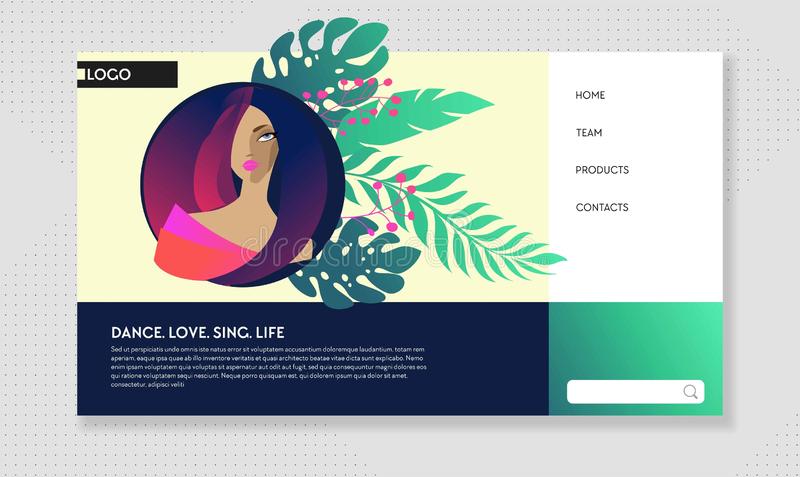 LOGO
HOME
TEAM
PRODUCTS
CONTACTS
DANCE. LOVE. SING. LIFE
Sed ut perspiciatis unde omnis iste natus error sit voluptatem accusantium doloremque
laudantium, totam rem aperiam, eaque ipsa quae ab illo inventore veritatis et quasi architecto
beatae vitae dicta sunt explicabo. Nemo enim ipsam voluptatem quia voluptas sit
aspernatur aut odit aut fugit, sed quia consequuntur magni dolores eos qui ratione voluptatem
sequi nesciunt. Neque porro quisquam est, qui dolorem ipsum quia dolor sit amet,
consectetur, adipisci veliti
dreamstime